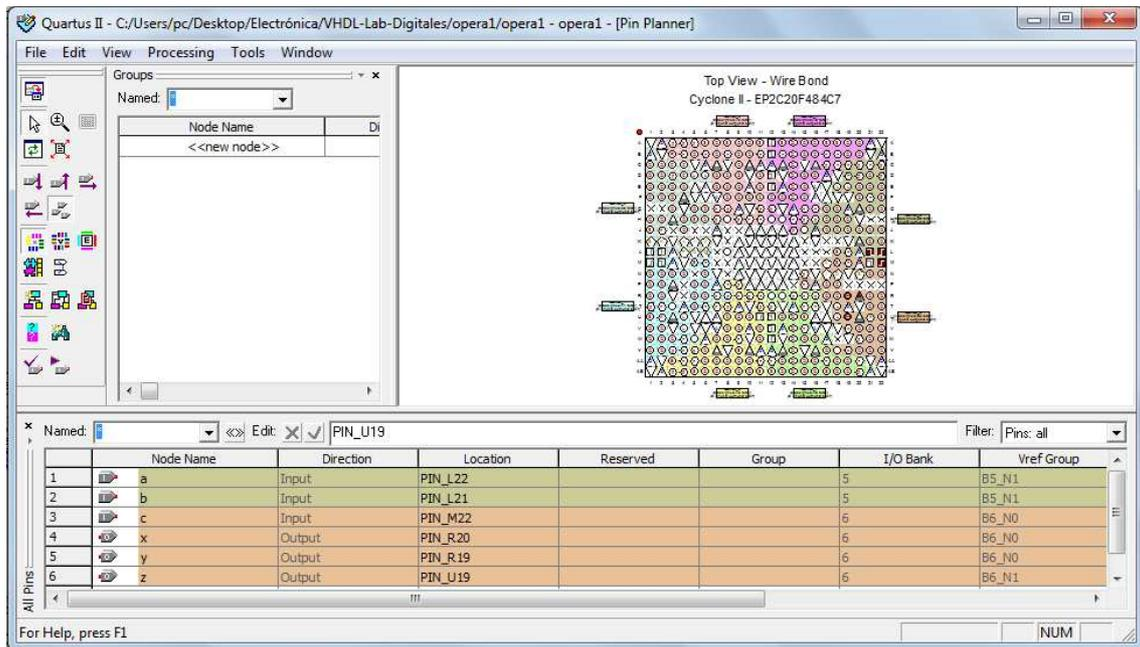 Quartus II - C:/Users/pc/Desktop/Electrónica/VHDL-Lab-Digitales/opera1/opera1 - opera1 - [Pin Planner]
File Edit View Processing Tools Window
Groups
Named: *
Node Name Di
<<new node>>
Top View - Wire Bond
Cyclone II - EP2C20F484C7
Named: * Edit: PIN_U19 Filter: Pins: all
Node Name Direction Location Reserved Group I/O Bank Vref Group
1 a Input PIN_L22 5 B5_N1
2 b Input PIN_L21 5 B5_N1
3 c Input PIN_M22 6 B6_N0
4 x Output PIN_R20 6 B6_N0
5 y Output PIN_R19 6 B6_N0
6 z Output PIN_U19 6 B6_N1
All Pins
For Help, press F1 NUM